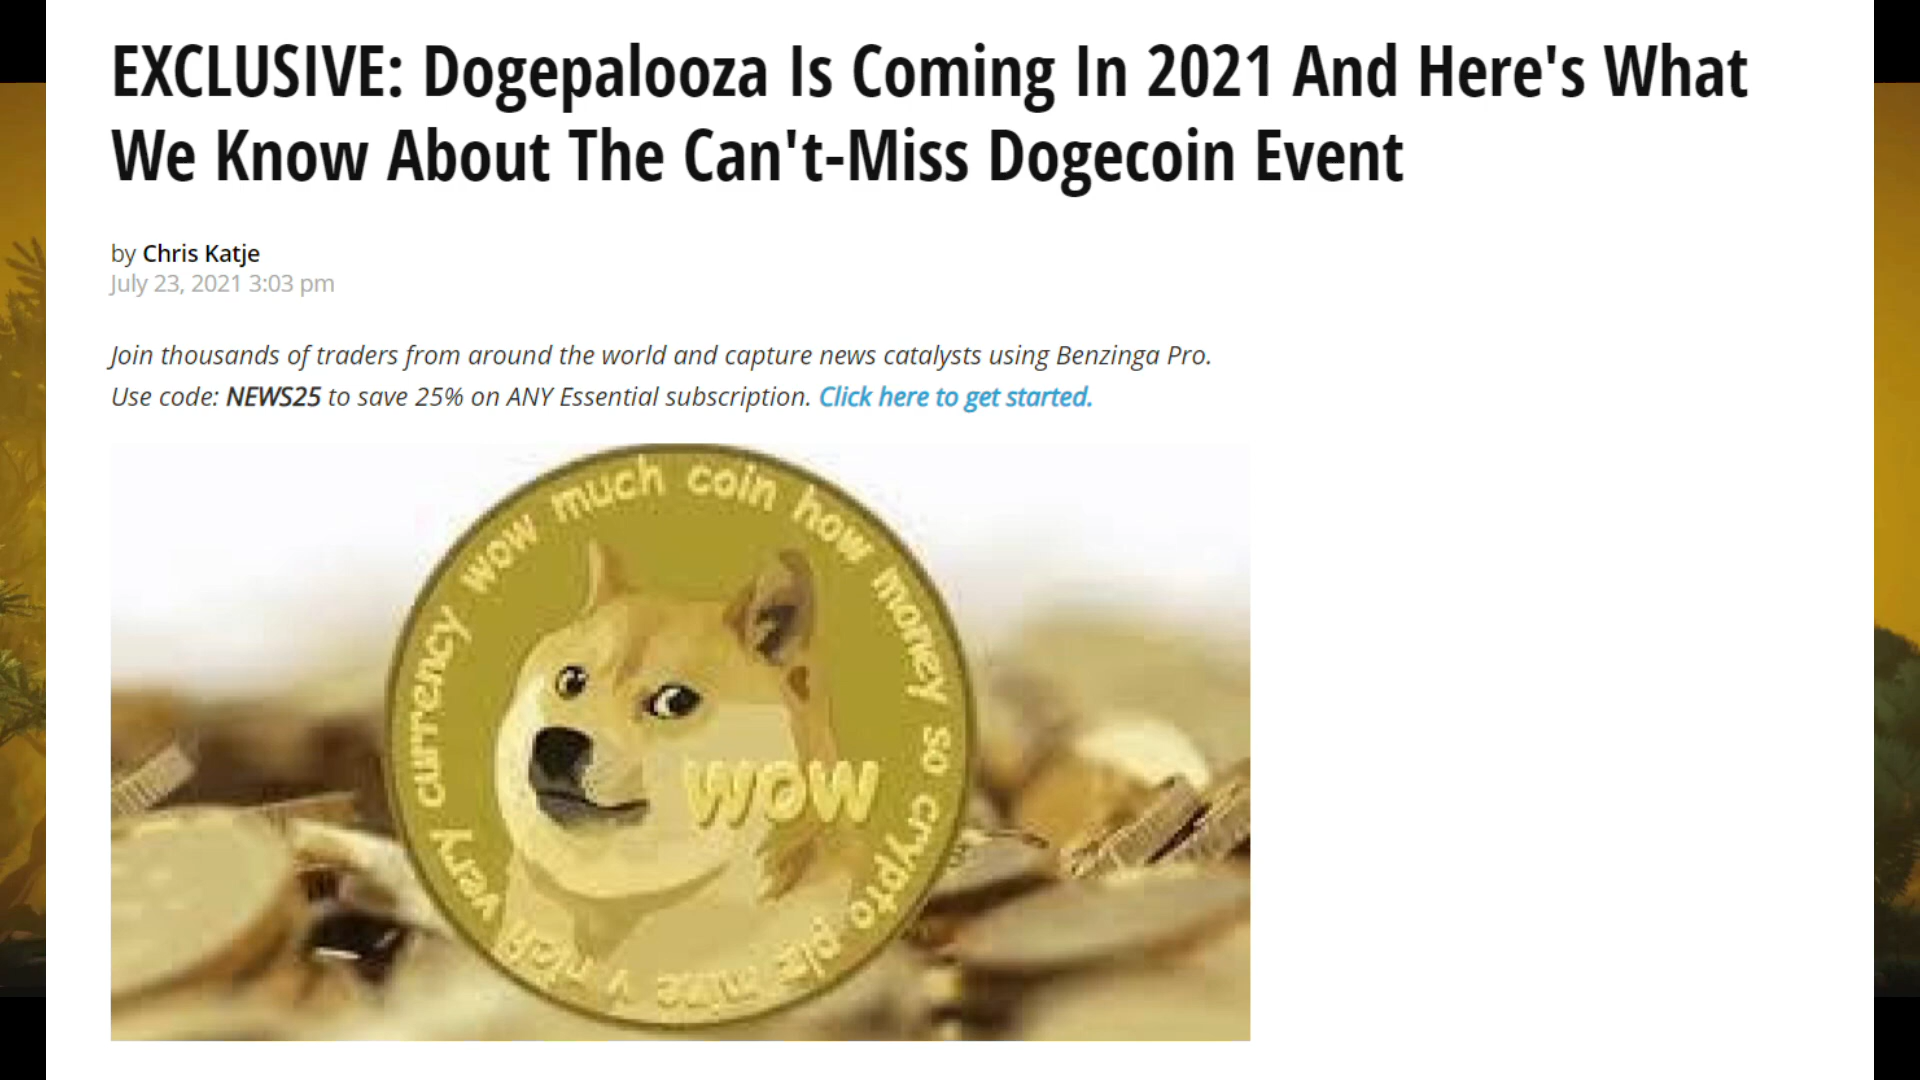 EXCLUSIVE: Dogepalooza Is Coming In 2021 And Here's What
We Know About The Can't-Miss Dogecoin Event
by Chris Katje
July 23, 2021 3:03 pm
Join thousands of traders from around the world and capture news catalysts using Benzinga Pro.
Use code: NEWS25 to save 25% on ANY Essential subscription. Click here to get started.
very currency wow much coin how money so crypto plz mine v rich
wow